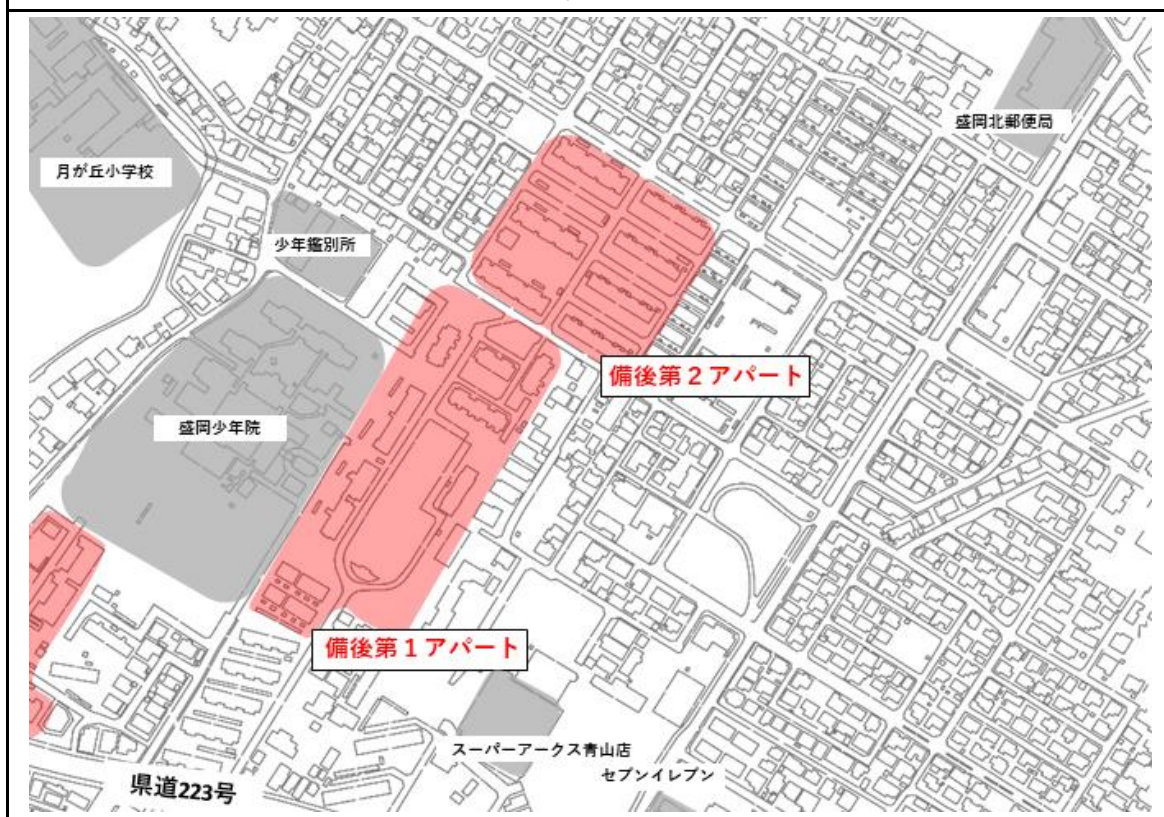 盛岡北郵便局
月が丘小学校
少年鑑別所
備後第２アパート
盛岡少年院
備後第１アパート
スーパーアークス青山店
セブンイレブン
県道223号